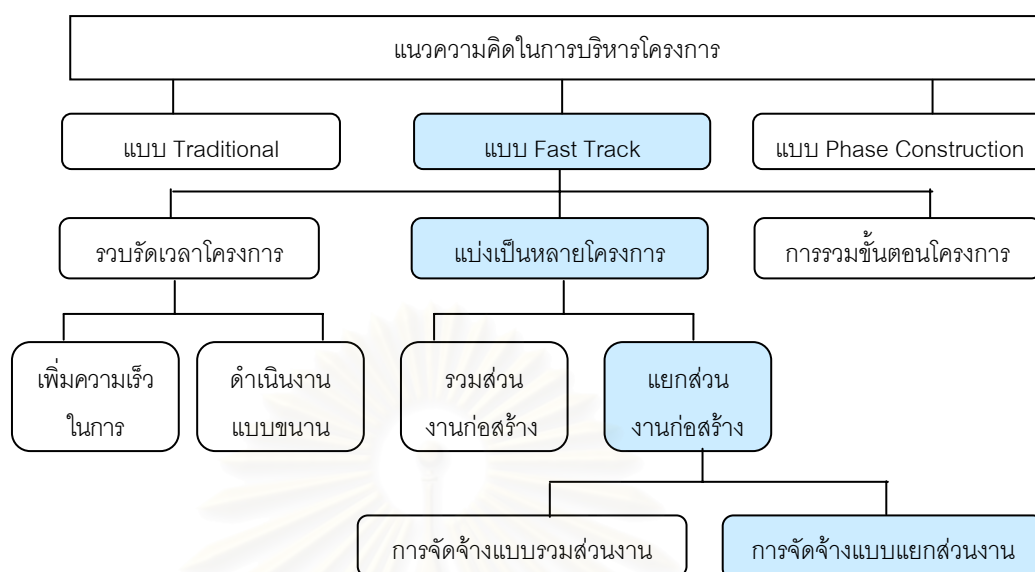 แนวความคิดในการบริหารโครงการ
แบบ Traditional
แบบ Fast Track
แบบ Phase Construction
รวบรัดเวลาโครงการ
แบ่งเป็นหลายโครงการ
การรวมขั้นตอนโครงการ
เพิ่มความเร็ว
ในการ
ดำเนินงาน
แบบขนาน
รวมส่วน
งานก่อสร้าง
แยกส่วน
งานก่อสร้าง
การจัดจ้างแบบรวมส่วนงาน
การจัดจ้างแบบแยกส่วนงาน